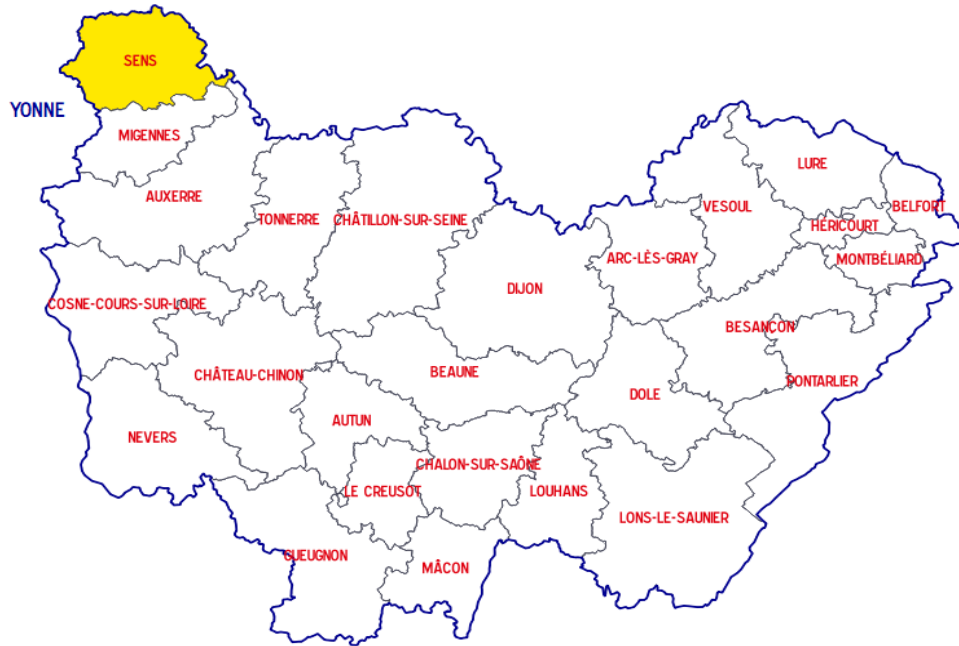 SENS
YONNE
MIGENNES
LURE
AUXERRE
VESOUL
BELFORT
TONNERRE
CHÂTILLON-SUR-SEINE
HÉRICOURT
ARC-LÈS-GRAY
MONTBÉLIARD
DIJON
COSNE-COURS-SUR-LOIRE
BESANÇON
CHÂTEAU-CHINON
BEAUNE
PONTARLIER
DOLE
AUTUN
NEVERS
CHALON-SUR-SAÔNE
LE CREUSOT
LOUHANS
LONS-LE-SAUNIER
GUEUGNON
MÂCON